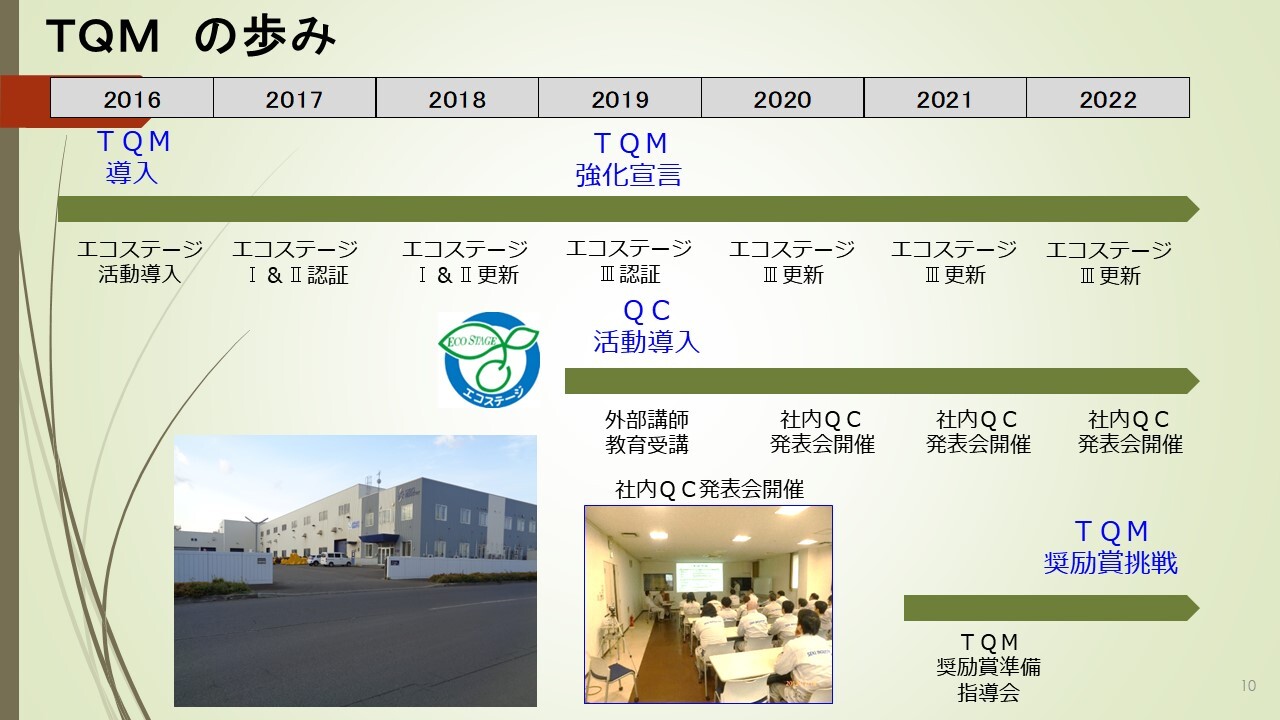 TQM の歩み
2016 2017 2018 2019 2020 2021 2022
ＴＱＭ
導入
ＴＱＭ
強化宣言
エコステージ
活動導入
エコステージ
Ⅰ＆Ⅱ認証
エコステージ
Ⅰ＆Ⅱ更新
エコステージ
Ⅲ認証
エコステージ
Ⅲ更新
エコステージ
Ⅲ更新
エコステージ
Ⅲ更新
ECO STAGE
エコステージ
ＱＣ
活動導入
外部講師
教育受講
社内ＱＣ
発表会開催
社内ＱＣ
発表会開催
社内ＱＣ
発表会開催
社内ＱＣ発表会開催
ＴＱＭ
奨励賞挑戦
ＴＱＭ
奨励賞準備
指導会
10